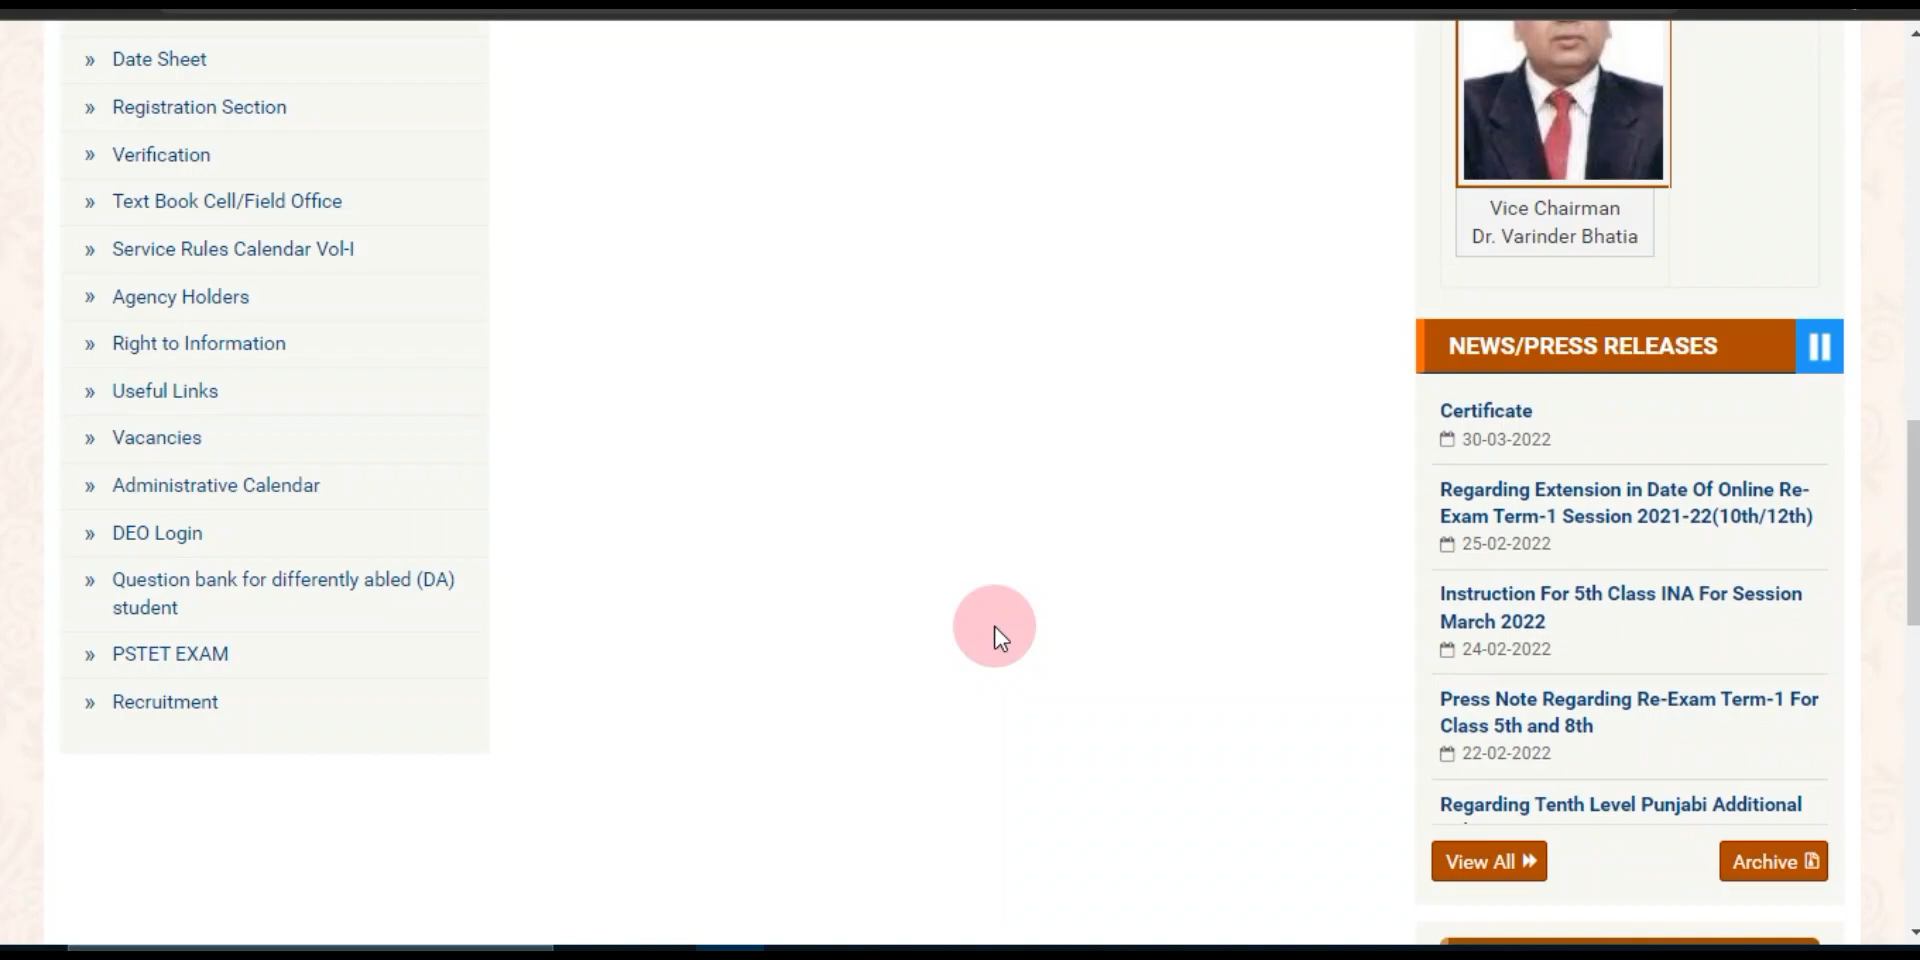 » Date Sheet
» Registration Section
» Verification
» Text Book Cell/Field Office
» Service Rules Calendar Vol-I
» Agency Holders
» Right to Information
» Useful Links
» Vacancies
» Administrative Calendar
» DEO Login
» Question bank for differently abled (DA)
student
» PSTET EXAM
» Recruitment
Vice Chairman
Dr. Varinder Bhatia
NEWS/PRESS RELEASES
Certificate
30-03-2022
Regarding Extension in Date Of Online Re-
Exam Term-1 Session 2021-22(10th/12th)
25-02-2022
Instruction For 5th Class INA For Session
March 2022
24-02-2022
Press Note Regarding Re-Exam Term-1 For
Class 5th and 8th
22-02-2022
Regarding Tenth Level Punjabi Additional
View All
Archive